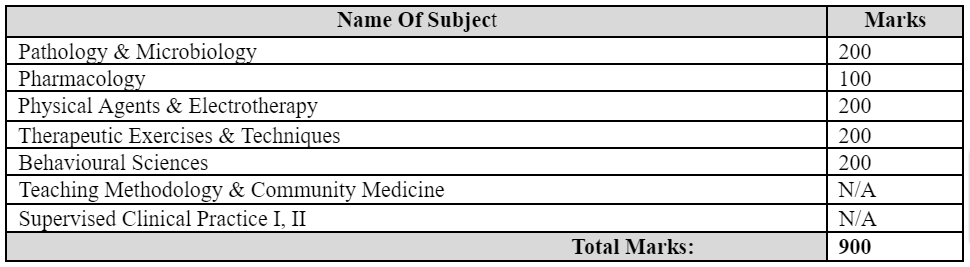 Name Of Subject Marks
Pathology & Microbiology 200
Pharmacology 100
Physical Agents & Electrotherapy 200
Therapeutic Exercises & Techniques 200
Behavioural Sciences 200
Teaching Methodology & Community Medicine N/A
Supervised Clinical Practice I, II N/A
Total Marks: 900